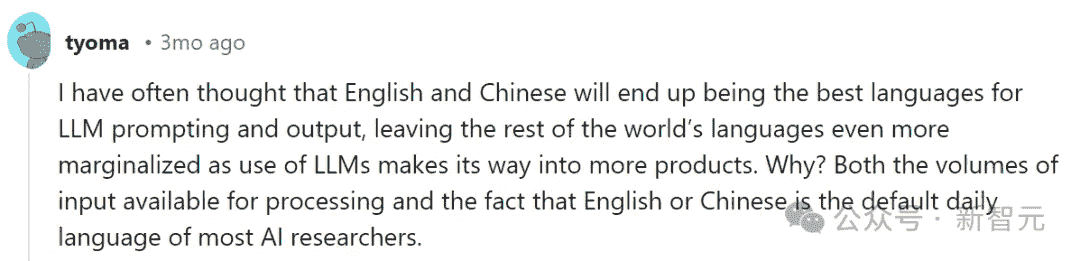 tyoma • 3mo ago
I have often thought that English and Chinese will end up being the best languages for
LLM prompting and output, leaving the rest of the world’s languages even more
marginalized as use of LLMs makes its way into more products. Why? Both the volumes of
input available for processing and the fact that English or Chinese is the default daily
language of most AI researchers.
公众号 · 新智元